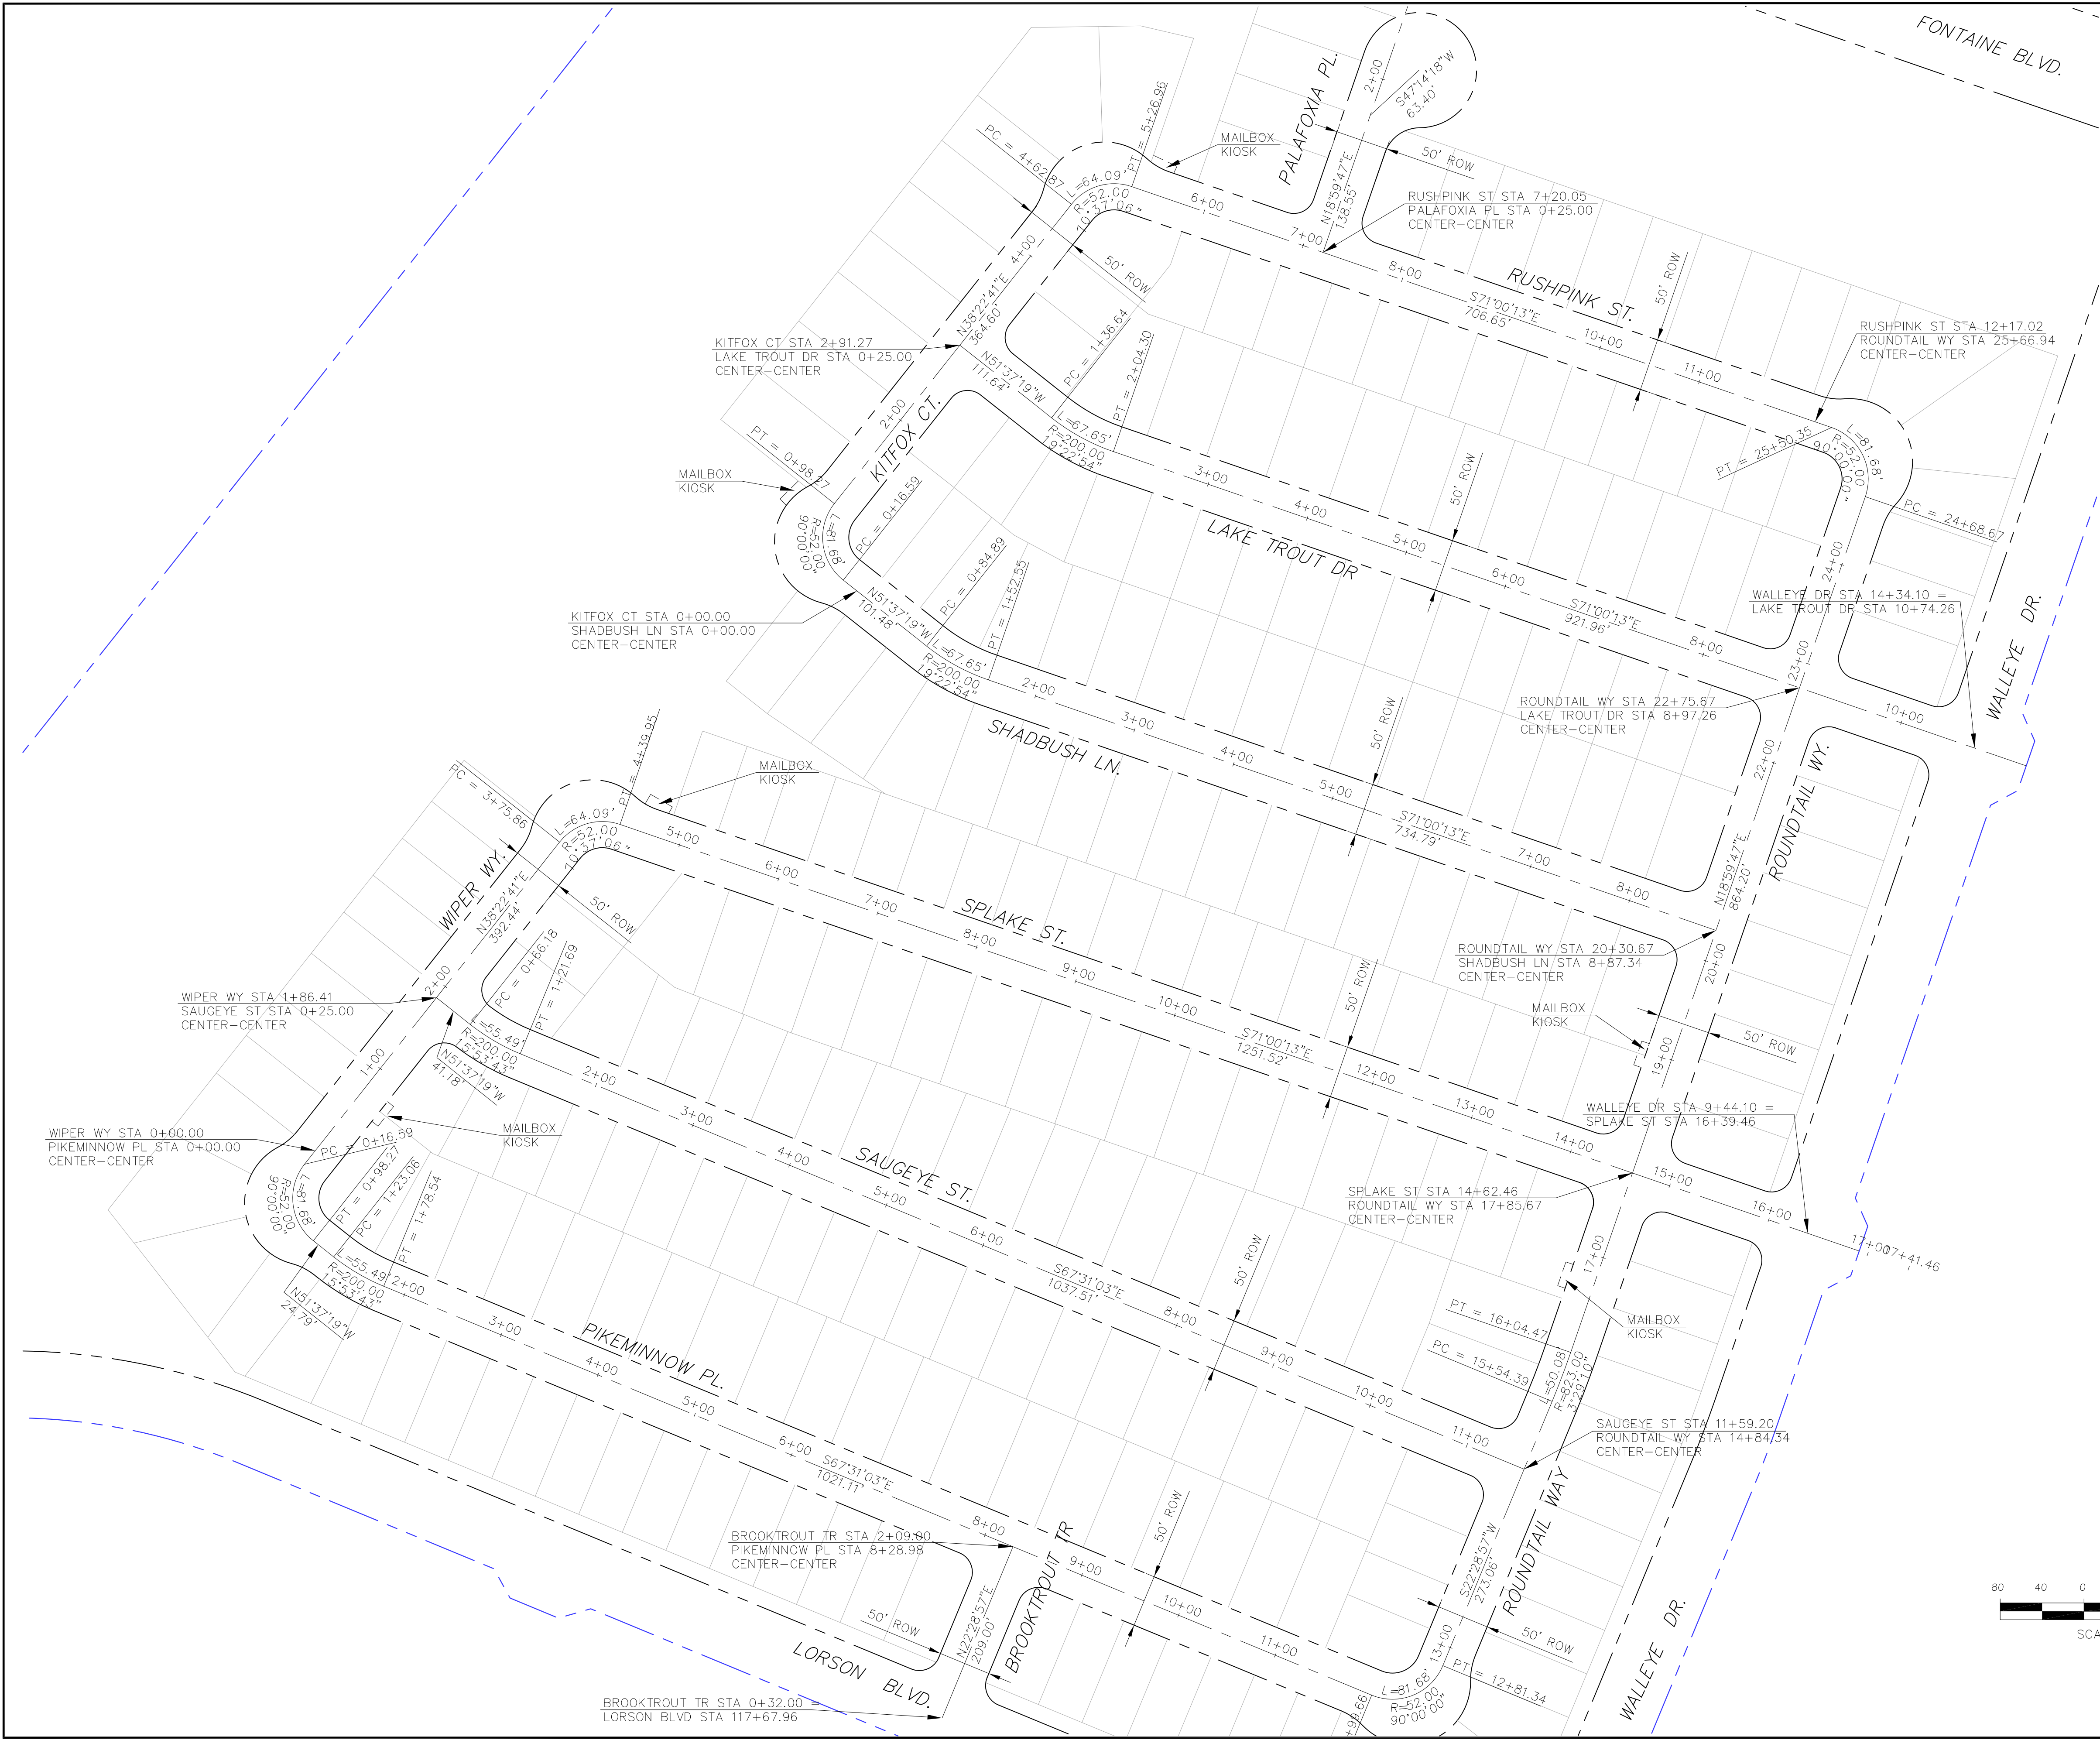 FONTAINE BLVD.
PALAFOXIA PL.
2+00
S47°14'18"W
63.40'
50' ROW
N18°59'47"E
138.55'
PC = 4+62.87
PT = 5+26.96
MAILBOX
KIOSK
L=64.09'
R=52.00
70°37'06"
6+00
7+00
RUSHPINK ST STA 7+20.05
PALAFOXIA PL STA 0+25.00
CENTER-CENTER
8+00
RUSHPINK ST.
S71°00'13"E
706.65'
10+00
50' ROW
11+00
RUSHPINK ST STA 12+17.02
ROUNDTAIL WY STA 25+66.94
CENTER-CENTER
PT = 25+50.35
L=81.68'
R=52.00
90°00'00"
PC = 24+68.67
4+00
50' ROW
N38°22'41"E
364.60'
KITFOX CT STA 2+91.27
LAKE TROUT DR STA 0+25.00
CENTER-CENTER
2+00
KITFOX CT.
N51°37'19"W
111.64'
PC = 1+36.64
PT = 2+04.30
L=67.65'
R=200.00
19°22'54"
3+00
4+00
50' ROW
5+00
LAKE TROUT DR
6+00
S71°00'13"E
921.96'
8+00
24+00
23+00
WALLEYE DR STA 14+34.10 =
LAKE TROUT DR STA 10+74.26
WALLEYE DR.
10+00
PT = 0+98.27
MAILBOX
KIOSK
L=81.68'
R=52.00
90°00'00"
PC = 0+16.59
KITFOX CT STA 0+00.00
SHADBUSH LN STA 0+00.00
CENTER-CENTER
N51°37'19"W
101.48'
PC = 0+84.89
PT = 1+52.55
L=67.65'
R=200.00
19°22'54"
2+00
3+00
SHADBUSH LN.
4+00
5+00
50' ROW
S71°00'13"E
734.79'
7+00
8+00
ROUNDTAIL WY STA 22+75.67
LAKE TROUT DR STA 8+97.26
CENTER-CENTER
22+00
ROUNDTAIL WY.
N18°59'47"E
864.20'
ROUNDTAIL WY STA 20+30.67
SHADBUSH LN STA 8+87.34
CENTER-CENTER
20+00
MAILBOX
KIOSK
50' ROW
19+00
PC = 3+75.86
PT = 4+39.95
MAILBOX
KIOSK
L=64.09'
R=52.00
70°37'06"
5+00
6+00
7+00
SPLAKE ST.
8+00
9+00
10+00
S71°00'13"E
1251.52'
50' ROW
12+00
13+00
14+00
WALLEYE DR STA 9+44.10 =
SPLAKE ST STA 16+39.46
SPLAKE ST STA 14+62.46
ROUNDTAIL WY STA 17+85.67
CENTER-CENTER
15+00
16+00
17+00
17+41.46
WIPER WY.
50' ROW
N38°22'41"E
392.44'
2+00
WIPER WY STA 1+86.41
SAUGEYE ST STA 0+25.00
CENTER-CENTER
PC = 0+66.18
PT = 1+21.69
L=55.49'
R=200.00
15°53'43"
N51°37'19"W
41.18'
1+00
2+00
3+00
4+00
SAUGEYE ST.
5+00
6+00
S67°31'03"E
1037.51'
50' ROW
8+00
9+00
10+00
11+00
17+00
MAILBOX
KIOSK
PT = 16+04.47
PC = 15+54.39
L=50.08'
R=823.00
3°29'10"
SAUGEYE ST STA 11+59.20
ROUNDTAIL WY STA 14+84.34
CENTER-CENTER
WIPER WY STA 0+00.00
PIKEMINNOW PL STA 0+00.00
CENTER-CENTER
MAILBOX
KIOSK
PC = 0+16.59
L=81.68'
R=52.00
90°00'00"
PT = 0+98.27
PC = 1+23.06
PT = 1+78.54
L=55.49'
R=200.00
15°53'43"
N51°37'19"W
24.79'
2+00
3+00
PIKEMINNOW PL.
4+00
5+00
6+00
S67°31'03"E
1021.11'
8+00
BROOKTROUT TR STA 2+09.00
PIKEMINNOW PL STA 8+28.98
CENTER-CENTER
BROOKTROUT TR
9+00
50' ROW
10+00
11+00
ROUNDTAIL WAY
S22°28'57"W
273.06'
50' ROW
13+00
PT = 12+81.34
L=81.68'
R=52.00
90°00'00"
+99.66
50' ROW
N22°28'57"E
209.00'
LORSON BLVD.
BROOKTROUT TR STA 0+32.00 =
LORSON BLVD STA 117+67.96
WALLEYE DR.
80 40 0
SCA